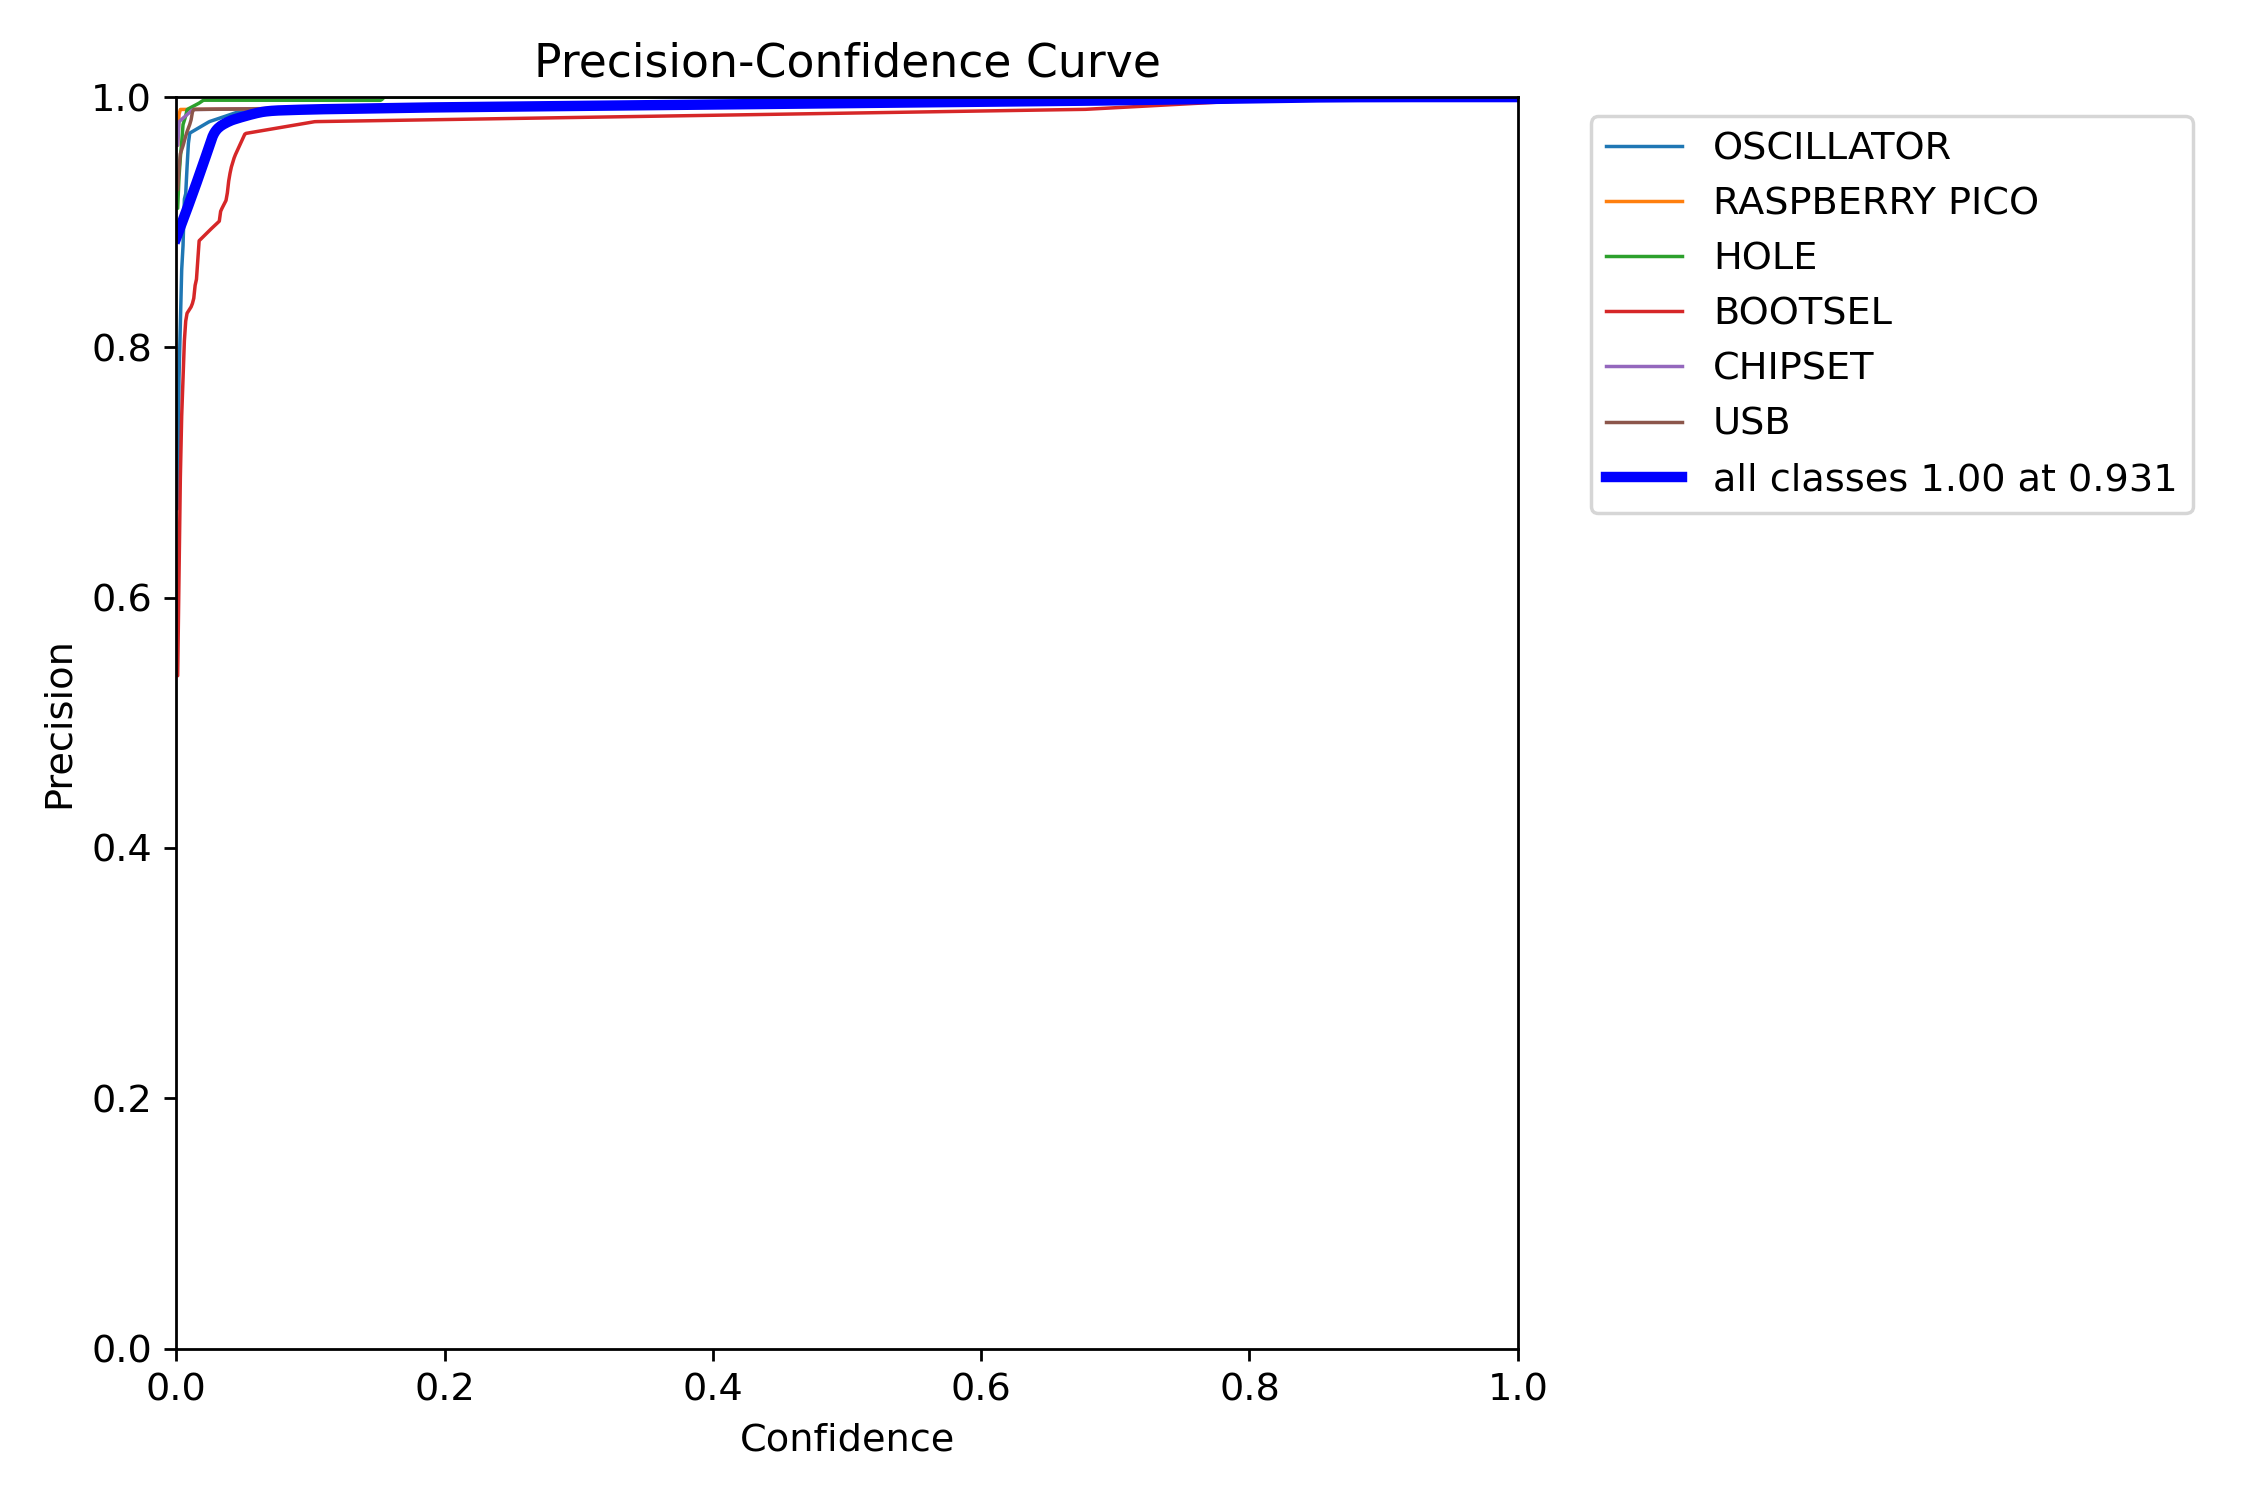 Precision-Confidence Curve
1.0
0.8
0.6
0.4
0.2
0.0
Precision
0.0 0.2 0.4 0.6 0.8 1.0
Confidence
OSCILLATOR
RASPBERRY PICO
HOLE
BOOTSEL
CHIPSET
USB
all classes 1.00 at 0.931